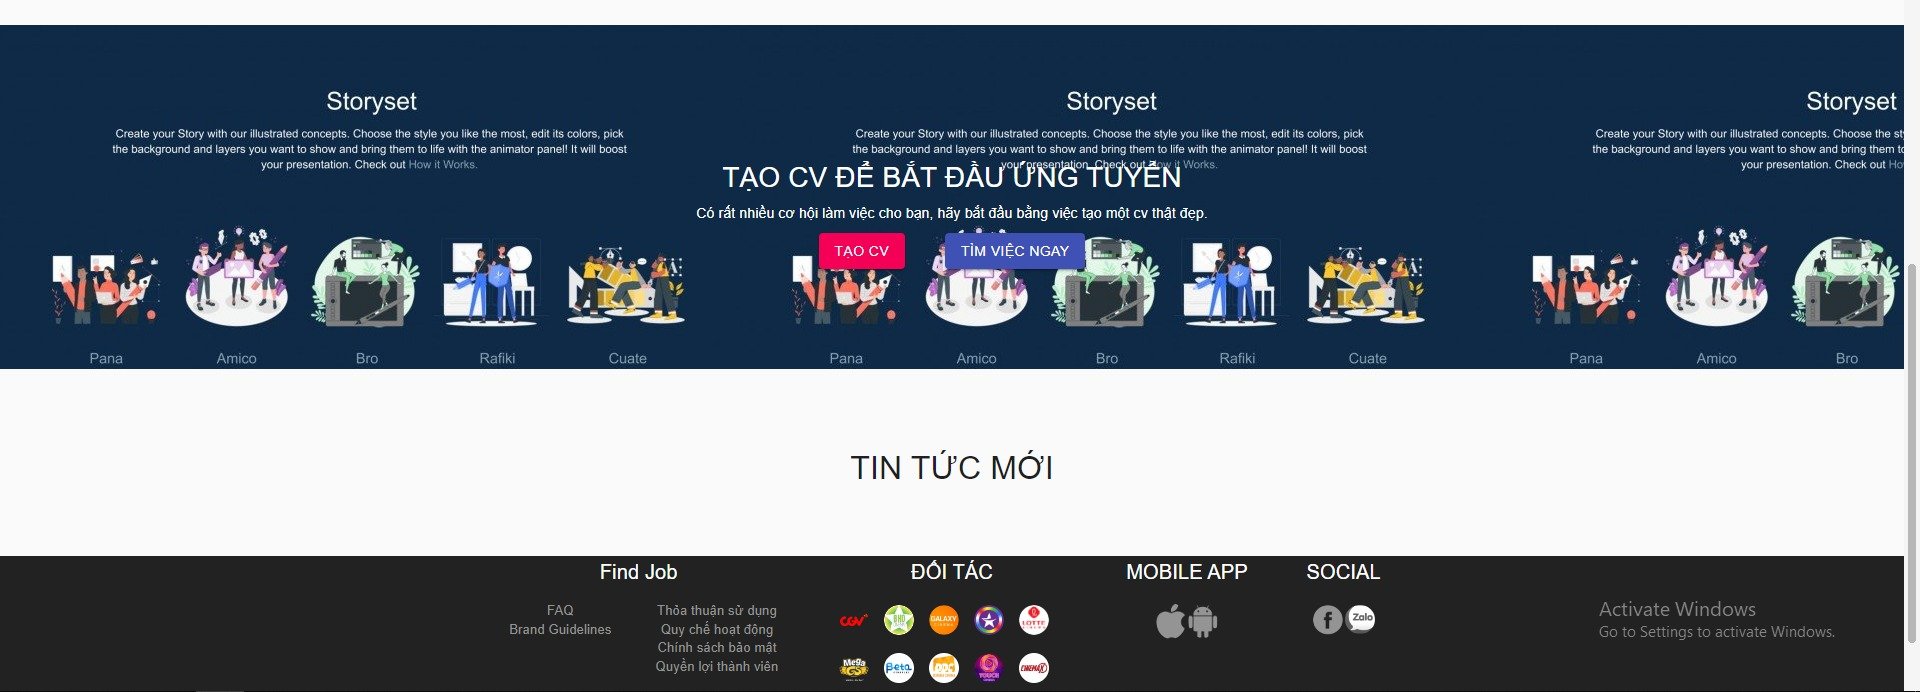 Storyset
Create your Story with our illustrated concepts. Choose the style you like the most, edit its colors, pick
the background and layers you want to show and bring them to life with the animator panel! It will boost
your presentation. Check out How it Works.
Storyset
Create your Story with our illustrated concepts. Choose the style you like the most, edit its colors, pick
the background and layers you want to show and bring them to life with the animator panel! It will boost
your presentation. Check out How it Works.
Storyset
Create your Story with our illustrated concepts. Choose the
the background and layers you want to show and bring them to
your presentation. Check out
TẠO CV ĐỂ BẮT ĐẦU ỨNG TUYỂN
Có rất nhiều cơ hội làm việc cho bạn, hãy bắt đầu bằng việc tạo một cv thật đẹp.
TẠO CV
TÌM VIỆC NGAY
Pana Amico Bro Rafiki Cuate
Pana Amico Bro Rafiki Cuate
Pana Amico Bro
TIN TỨC MỚI
Find Job
FAQ
Brand Guidelines
Thỏa thuận sử dụng
Quy chế hoạt động
Chính sách bảo mật
Quyền lợi thành viên
ĐỐI TÁC
CGV
GALAXY
LOTTE
Mega GS
Beta
TOUCH
CINEMAX
MOBILE APP
SOCIAL
Zalo
Activate Windows
Go to Settings to activate Windows.